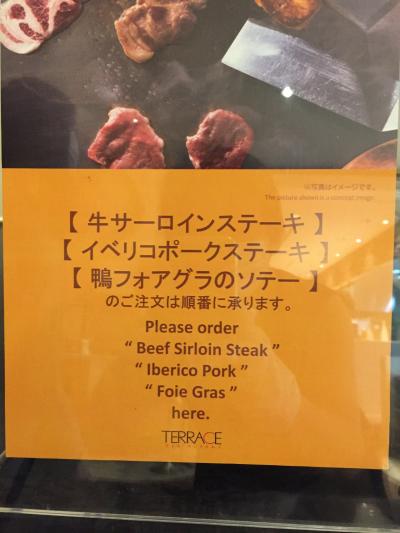 ※写真はイメージです。
The picture shown is a concept image.
【 牛サーロインステーキ 】
【 イベリコポークステーキ 】
【 鴨フォアグラのソテー 】
のご注文は順番に承ります。
Please order
“ Beef Sirloin Steak ”
“ Iberico Pork ”
“ Foie Gras ”
here.
TERRACE